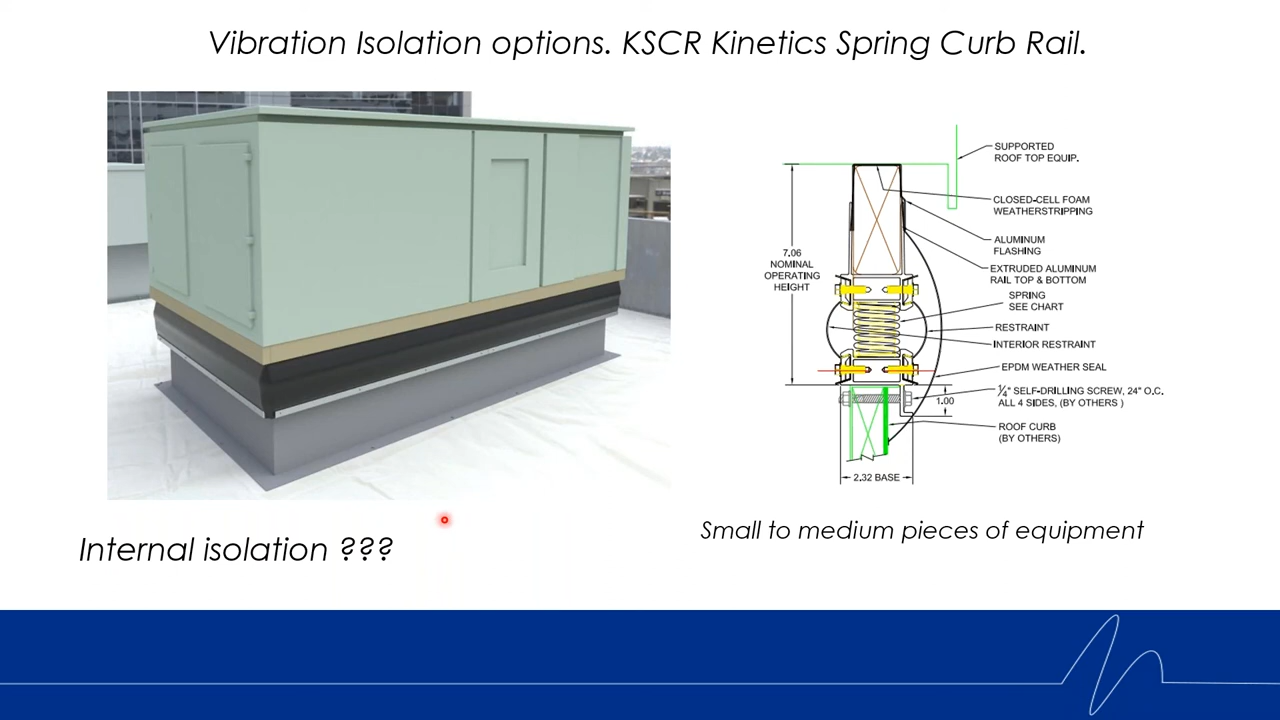 Vibration Isolation options. KSCR Kinetics Spring Curb Rail.
SUPPORTED
ROOF TOP EQUIP.
CLOSED-CELL FOAM
WEATHERSTRIPPING
ALUMINUM
FLASHING
7.06
NOMINAL
OPERATING
HEIGHT
EXTRUDED ALUMINUM
RAIL TOP & BOTTOM
SPRING
SEE CHART
RESTRAINT
INTERIOR RESTRAINT
EPDM WEATHER SEAL
1/4" SELF-DRILLING SCREW, 24" O.C.
ALL 4 SIDES, (BY OTHERS )
1.00
ROOF CURB
(BY OTHERS)
2.32 BASE
Small to medium pieces of equipment
Internal isolation ???